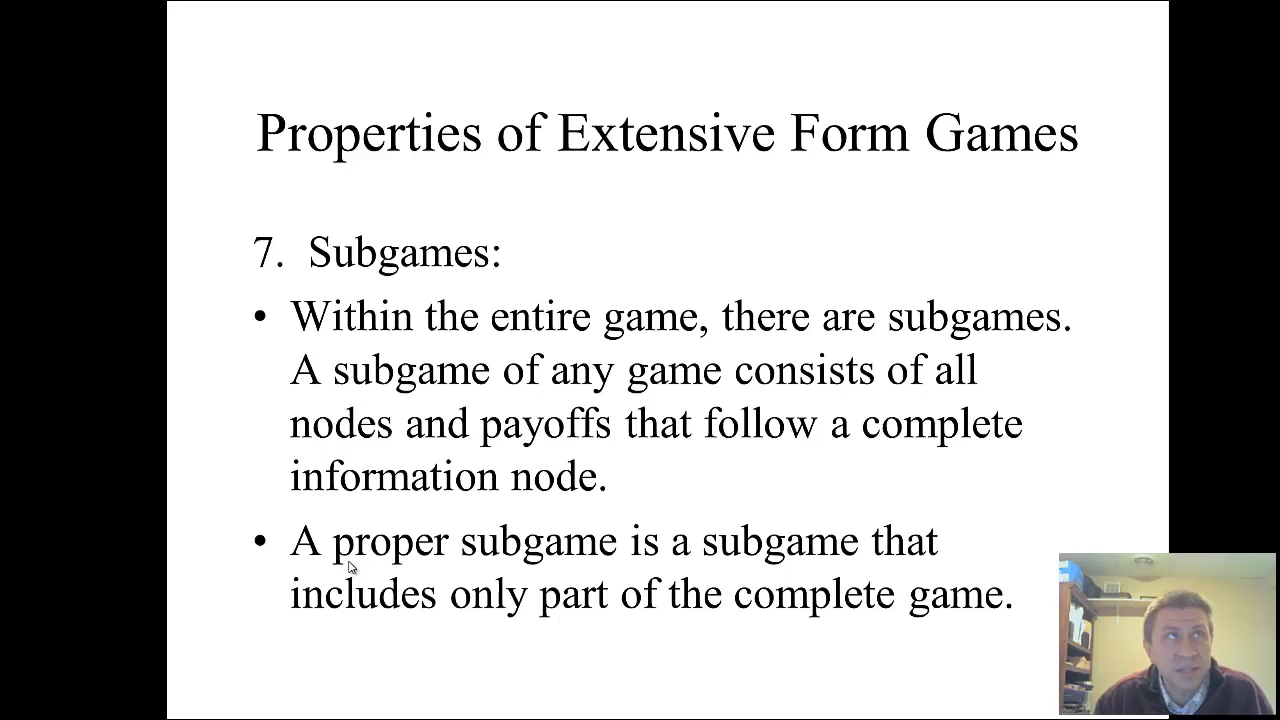 Properties of Extensive Form Games
7. Subgames:
• Within the entire game, there are subgames.
A subgame of any game consists of all
nodes and payoffs that follow a complete
information node.
• A proper subgame is a subgame that
includes only part of the complete game.